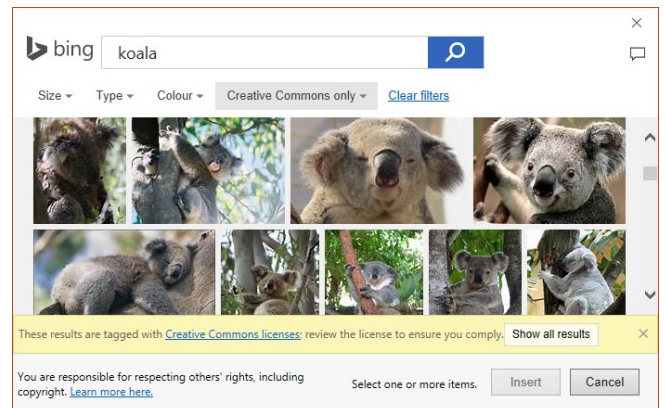 bing
koala
Size Type Colour Creative Commons only Clear filters
These results are tagged with Creative Commons licenses; review the license to ensure you comply. Show all results
You are responsible for respecting others' rights, including
copyright. Learn more here.
Select one or more items.
Insert
Cancel